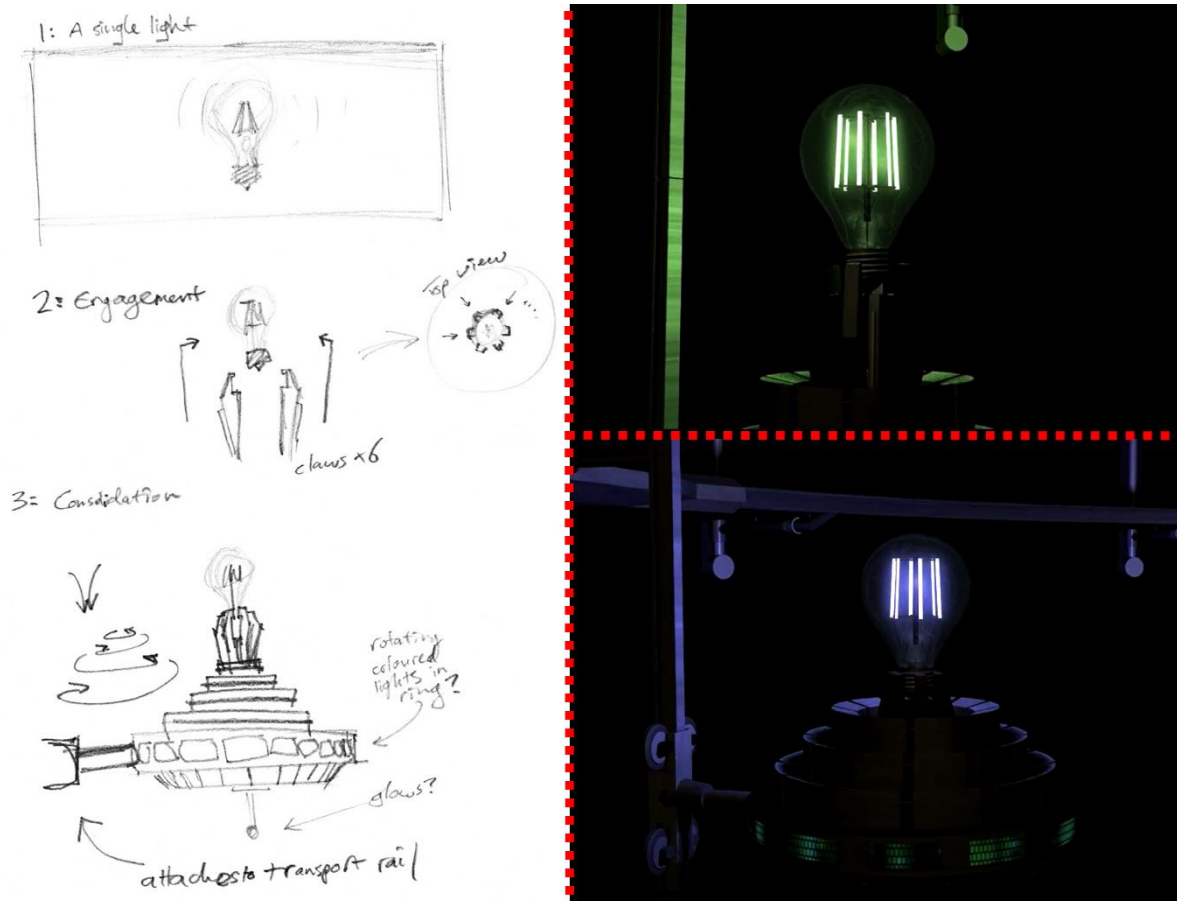 1: A single light
2: Engagement
Top view
...
claws x6
3: Consolidation
rotating
coloured
lights in
ring?
glows?
attaches to transport rail